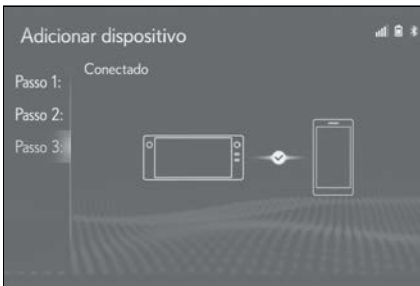 Adicionar dispositivo
Conectado
Passo 1:
Passo 2:
Passo 3: